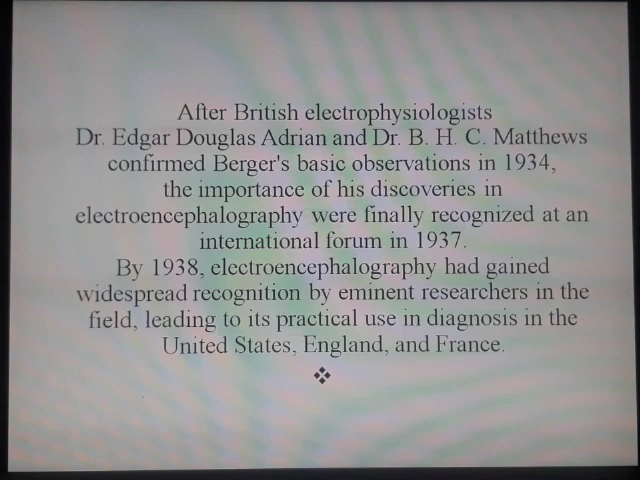 After British electrophysiologists
Dr. Edgar Douglas Adrian and Dr. B. H. C. Matthews
confirmed Berger's basic observations in 1934,
the importance of his discoveries in
electroencephalography were finally recognized at an
international forum in 1937.
By 1938, electroencephalography had gained
widespread recognition by eminent researchers in the
field, leading to its practical use in diagnosis in the
United States, England, and France.
❖